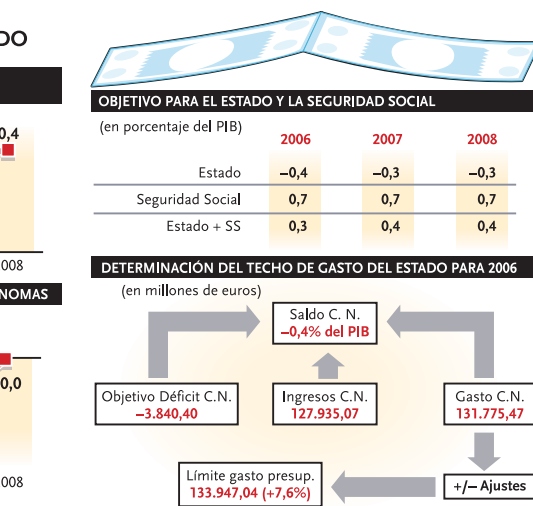 DO
0,4
008
NOMAS
0,0
008
OBJETIVO PARA EL ESTADO Y LA SEGURIDAD SOCIAL
(en porcentaje del PIB)
2006 2007 2008
Estado –0,4 –0,3 –0,3
Seguridad Social 0,7 0,7 0,7
Estado + SS 0,3 0,4 0,4
DETERMINACIÓN DEL TECHO DE GASTO DEL ESTADO PARA 2006
(en millones de euros)
Saldo C. N.
–0,4% del PIB
Objetivo Déficit C.N. Ingresos C.N. Gasto C.N.
–3.840,40 127.935,07 131.775,47
Límite gasto presup.
133.947,04 (+7,6%)
+/– Ajustes